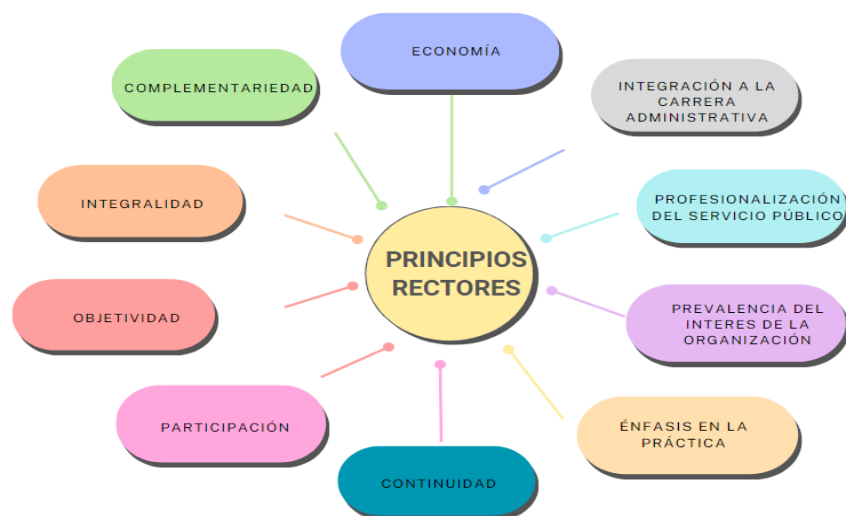 ECONOMÍA
COMPLEMENTARIEDAD
INTEGRACIÓN A LA
CARRERA
ADMINISTRATIVA
INTEGRALIDAD
PROFESIONALIZACIÓN
DEL SERVICIO PÚBLICO
PRINCIPIOS
RECTORES
OBJETIVIDAD
PREVALENCIA DEL
INTERES DE LA
ORGANIZACIÓN
PARTICIPACIÓN
ÉNFASIS EN LA
PRÁCTICA
CONTINUIDAD